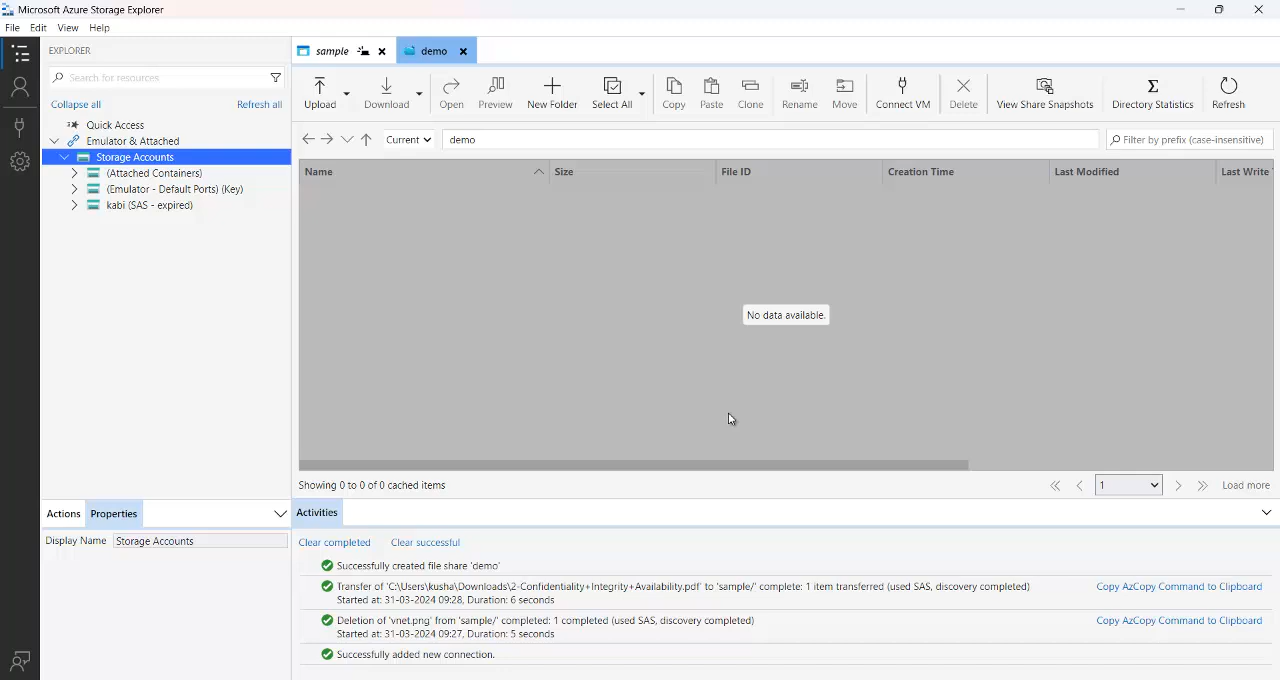 Microsoft Azure Storage Explorer
File Edit View Help
EXPLORER
Search for resources
Collapse all Refresh all
Quick Access
Emulator & Attached
Storage Accounts
(Attached Containers)
(Emulator - Default Ports) (Key)
kabi (SAS - expired)
Actions Properties
Display Name Storage Accounts
sample demo
Upload Download Open Preview New Folder Select All Copy Paste Clone Rename Move Connect VM Delete View Share Snapshots Directory Statistics Refresh
Current demo Filter by prefix (case-insensitive)
Name Size File ID Creation Time Last Modified Last Write
No data available.
Showing 0 to 0 of 0 cached items 1 Load more
Activities
Clear completed Clear successful
Successfully created file share 'demo'
Transfer of 'C:\Users\kusha\Downloads\2-Confidentiality+Integrity+Availability.pdf' to 'sample/' complete: 1 item transferred (used SAS, discovery completed) Copy AzCopy Command to Clipboard
Started at: 31-03-2024 09:28, Duration: 6 seconds
Deletion of 'vnet.png' from 'sample/' completed: 1 completed (used SAS, discovery completed) Copy AzCopy Command to Clipboard
Started at: 31-03-2024 09:27, Duration: 5 seconds
Successfully added new connection.